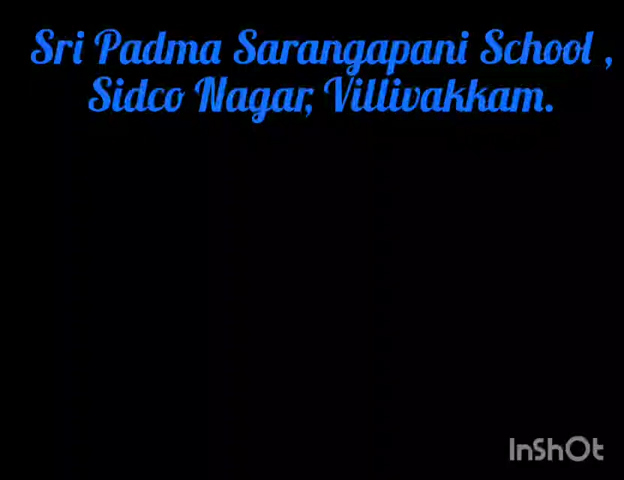 Sri Padma Sarangapani School ,
Sidco Nagar, Villivakkam.
InShOt